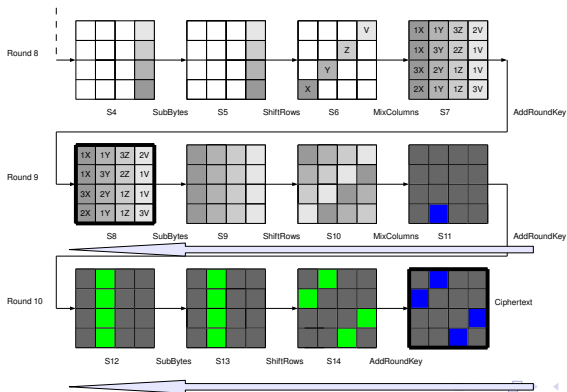 V
1X 1Y 3Z 2V
Z
1X 3Y 2Z 1V
Round 8
Y
3X 2Y 1Z 1V
X
2X 1Y 1Z 3V
S4 SubBytes S5 ShiftRows S6 MixColumns S7 AddRoundKey
1X 1Y 3Z 2V
1X 3Y 2Z 1V
Round 9
3X 2Y 1Z 1V
2X 1Y 1Z 3V
S8 SubBytes S9 ShiftRows S10 MixColumns S11 AddRoundKey
Round 10
Ciphertext
S12 SubBytes S13 ShiftRows S14 AddRoundKey